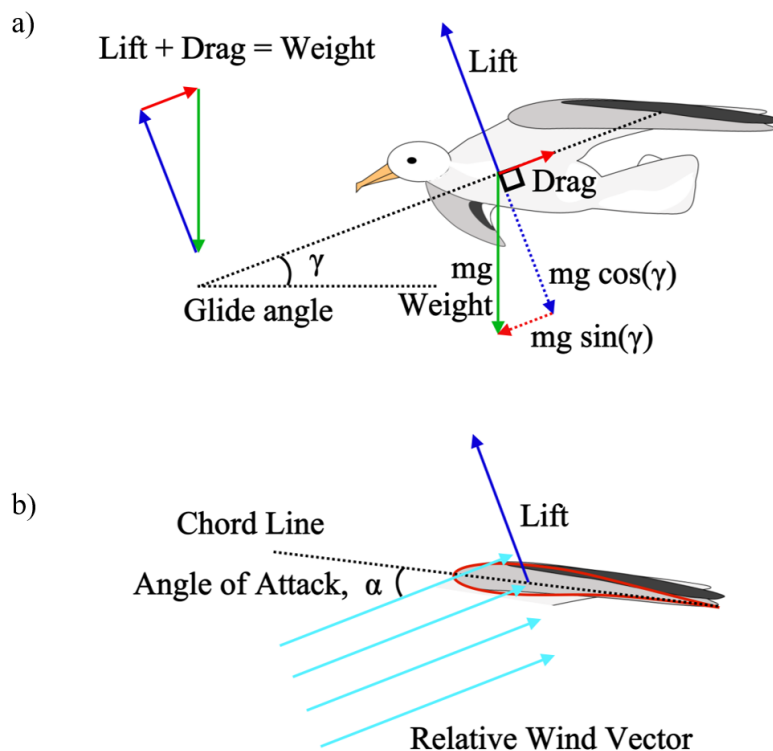 a)
Lift + Drag = Weight
Lift
Drag
γ
Glide angle
mg
Weight
mg cos(γ)
mg sin(γ)
b)
Chord Line
Lift
Angle of Attack, α
Relative Wind Vector